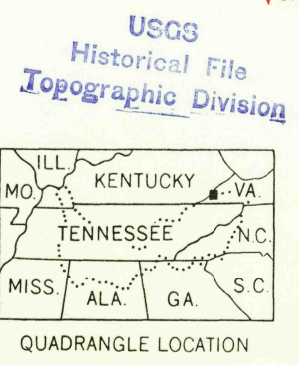 USGS
Historical File
Topographic Division
ILL.
MO.
KENTUCKY
VA.
TENNESSEE
N.C.
MISS.
ALA.
GA.
S.C.
QUADRANGLE LOCATION